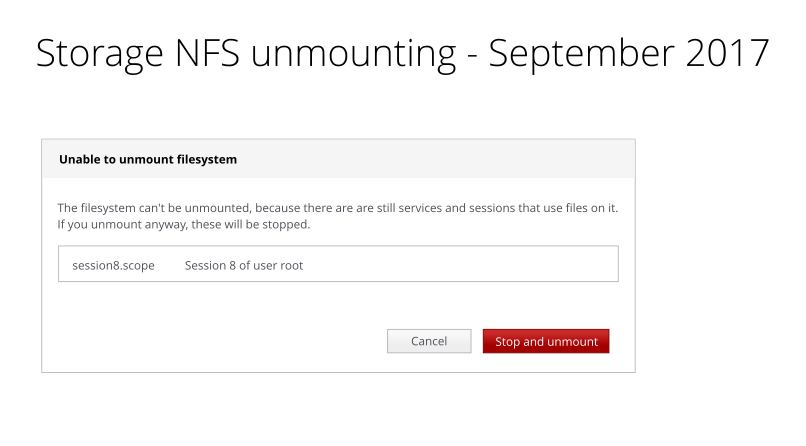 Storage NFS unmounting - September 2017
Unable to unmount filesystem
The filesystem can't be unmounted, because there are are still services and sessions that use files on it.
If you unmount anyway, these will be stopped.
session8.scope Session 8 of user root
Cancel Stop and unmount